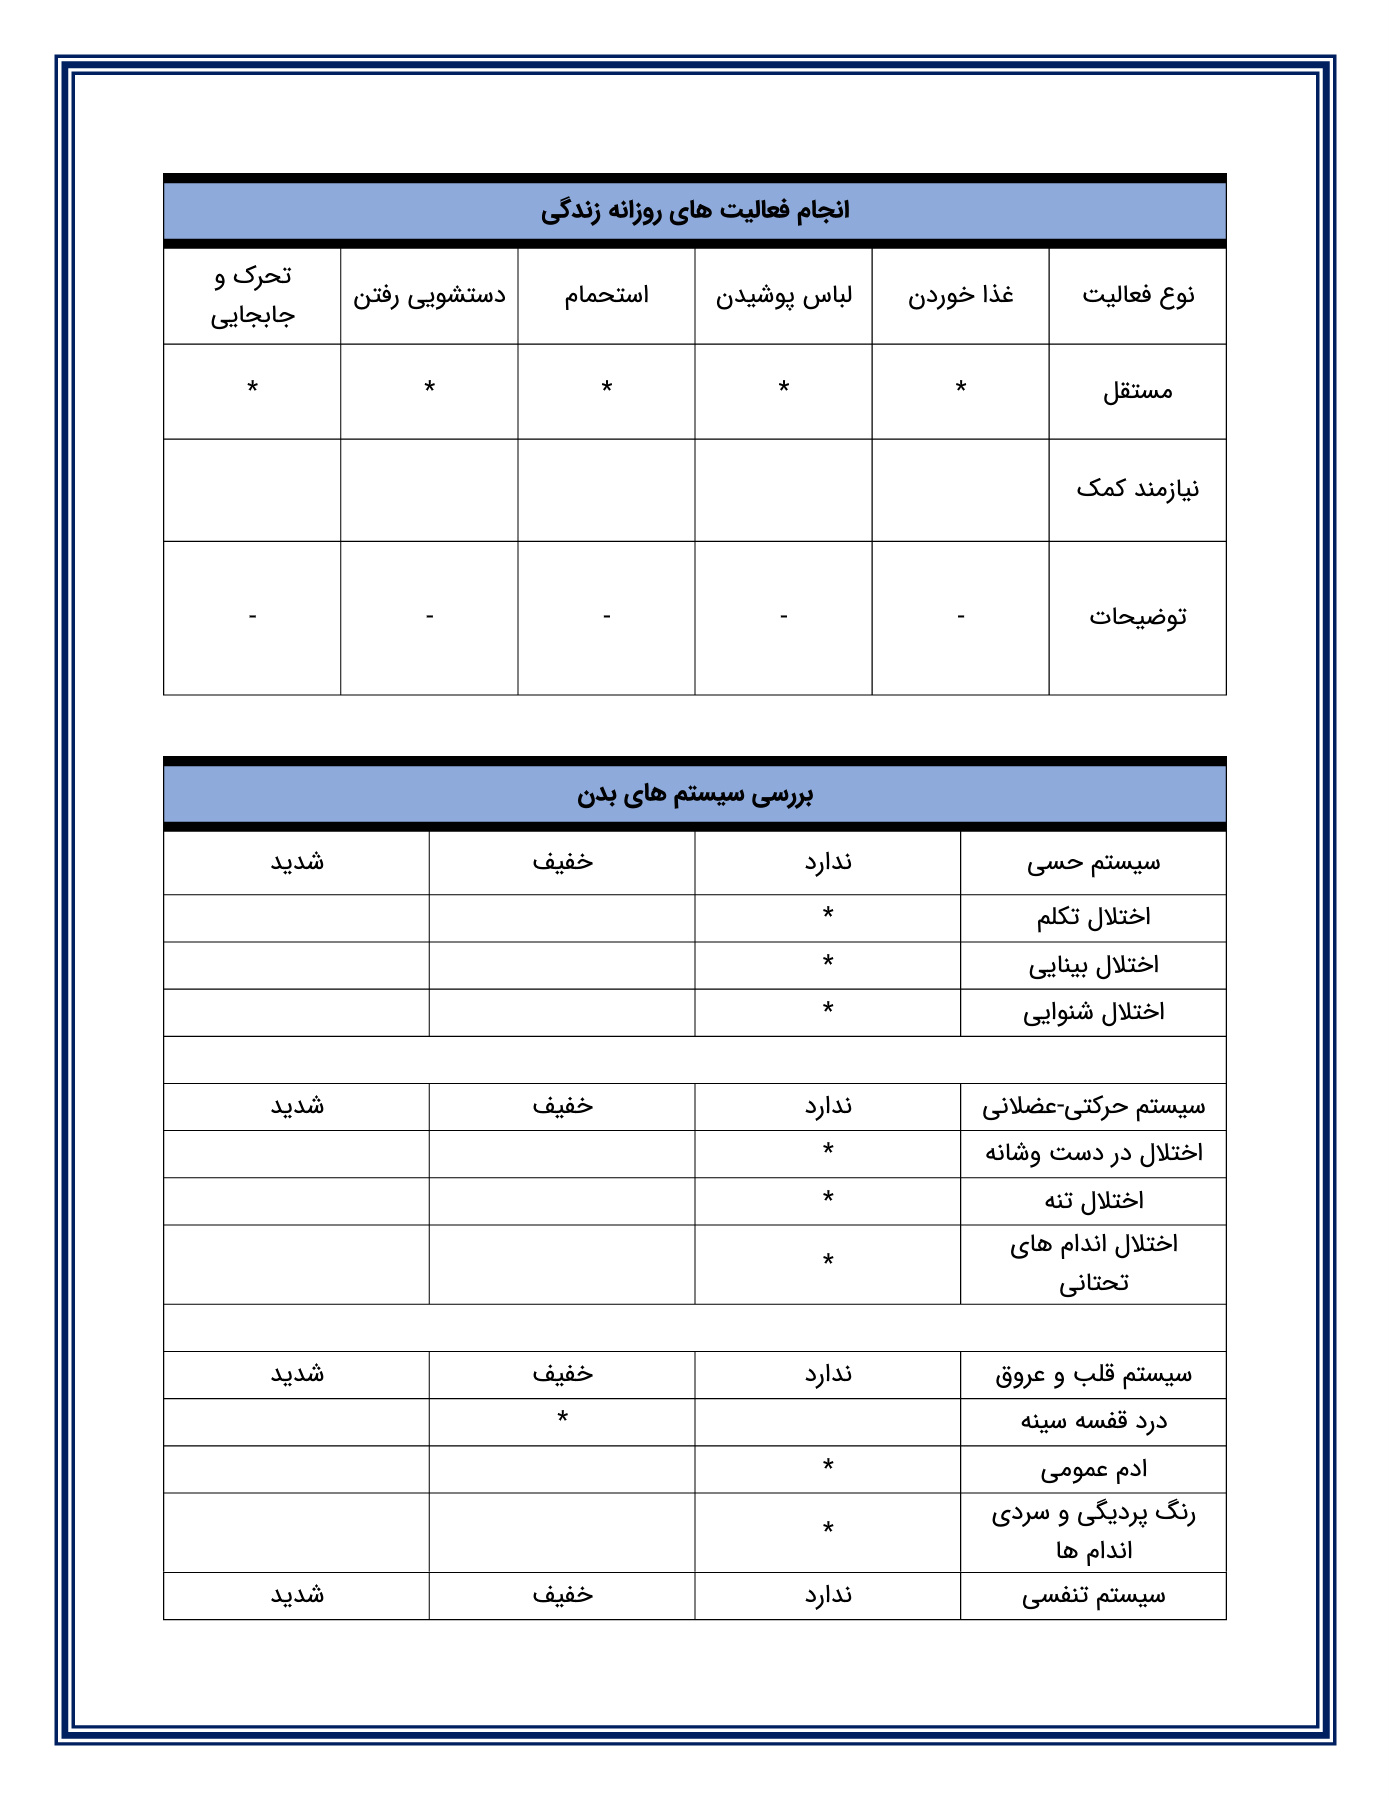 انجام فعالیت های روزانه زندگی
نوع فعالیت غذا خوردن لباس پوشیدن استحمام دستشویی رفتن تحرک و جابجایی
مستقل * * * * *
نیازمند کمک
توضیحات - - - - -
بررسی سیستم های بدن
سیستم حسی ندارد خفیف شدید
اختلال تکلم *
اختلال بینایی *
اختلال شنوایی *
سیستم حرکتی-عضلانی ندارد خفیف شدید
اختلال در دست وشانه *
اختلال تنه *
اختلال اندام های
تحتانی *
سیستم قلب و عروق ندارد خفیف شدید
درد قفسه سینه *
ادم عمومی *
رنگ پردیگی و سردی
اندام ها *
سیستم تنفسی ندارد خفیف شدید